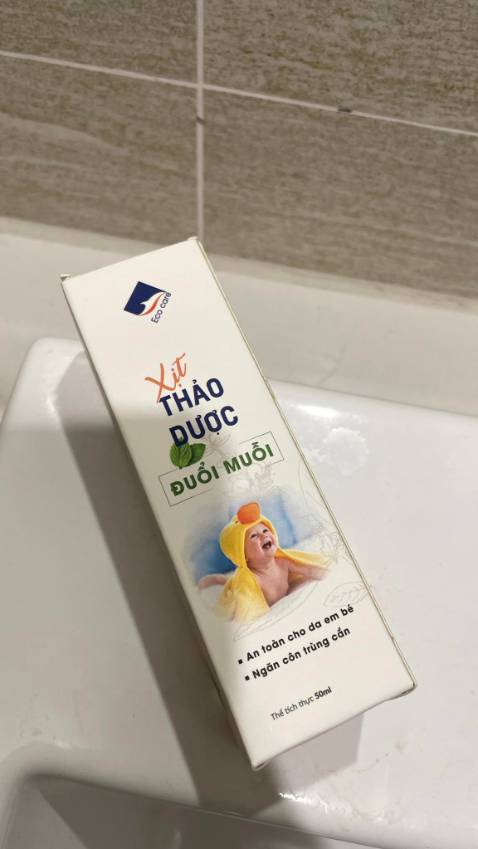 Eco care
Xịt
THẢO
DƯỢC
ĐUỔI MUỖI
▪ An toàn cho da em bé
▪ Ngăn côn trùng cắn
Thể tích thực 50ml